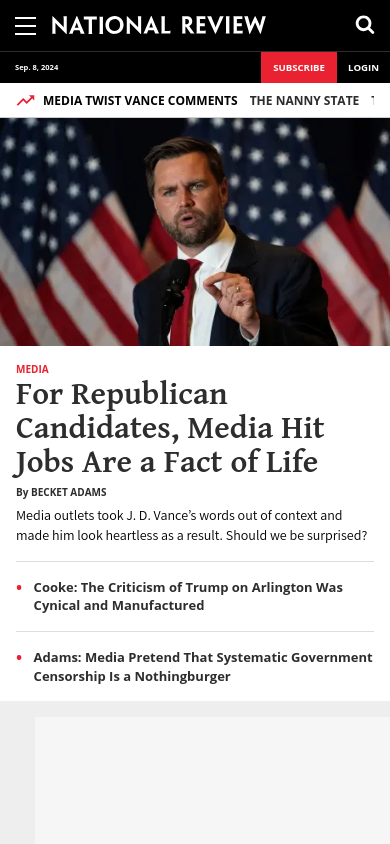 NATIONAL REVIEW
Sep. 8, 2024
SUBSCRIBE
LOGIN
MEDIA TWIST VANCE COMMENTS THE NANNY STATE
MEDIA
For Republican
Candidates, Media Hit
Jobs Are a Fact of Life
By BECKET ADAMS
Media outlets took J. D. Vance's words out of context and
made him look heartless as a result. Should we be surprised?
• Cooke: The Criticism of Trump on Arlington Was
Cynical and Manufactured
• Adams: Media Pretend That Systematic Government
Censorship Is a Nothingburger